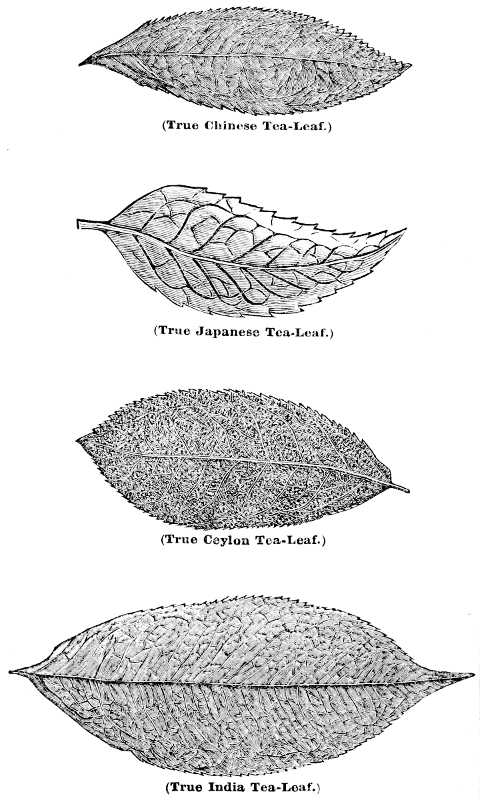 (True Chinese Tea-Leaf.)
(True Japanese Tea-Leaf.)
(True Ceylon Tea-Leaf.)
(True India Tea-Leaf.)